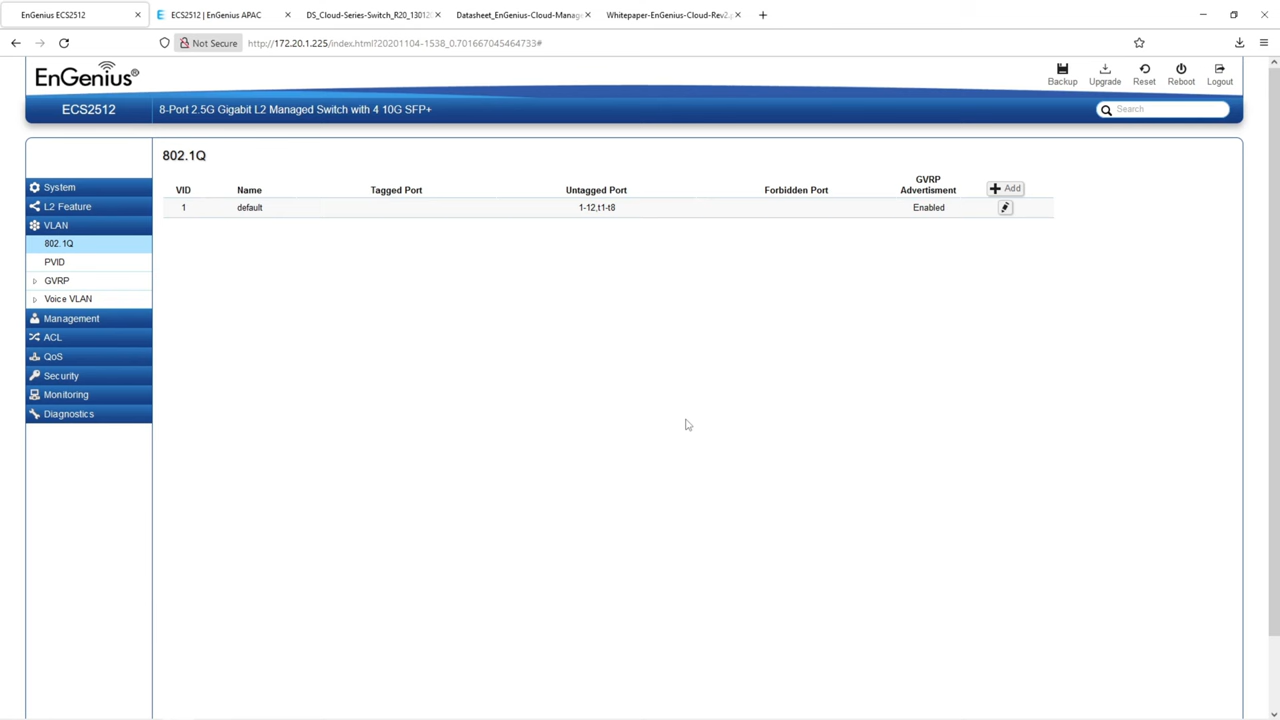 EnGenius ECS2512
ECS2512 | EnGenius APAC
DS_Cloud-Series-Switch_R20_13012
Datasheet_EnGenius-Cloud-Manag
Whitepaper-EnGenius-Cloud-Rev2.p
Not Secure
http://172.20.1.225/index.html?20201104-1538_0.701667045464733#
EnGenius®
Backup
Upgrade
Reset
Reboot
Logout
ECS2512
8-Port 2.5G Gigabit L2 Managed Switch with 4 10G SFP+
Search
System
L2 Feature
VLAN
802.1Q
PVID
GVRP
Voice VLAN
Management
ACL
QoS
Security
Monitoring
Diagnostics
802.1Q
VID Name Tagged Port Untagged Port Forbidden Port GVRP Advertisment Add
1 default 1-12,t1-t8 Enabled